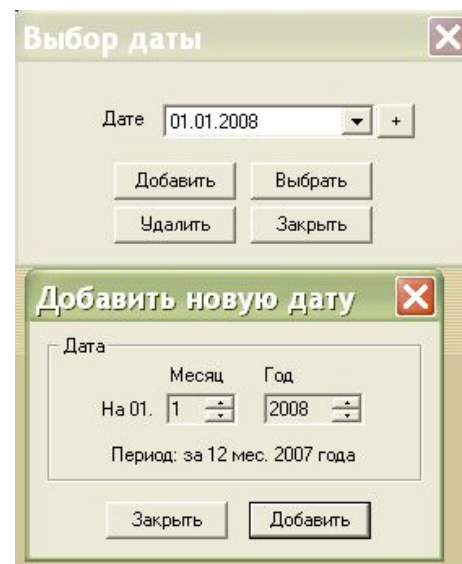 Выбор даты
Дате 01.01.2008 +
Добавить Выбрать
Удалить Закрыть
Добавить новую дату
Дата
Месяц Год
На 01. 1 2008
Период: за 12 мес. 2007 года
Закрыть Добавить